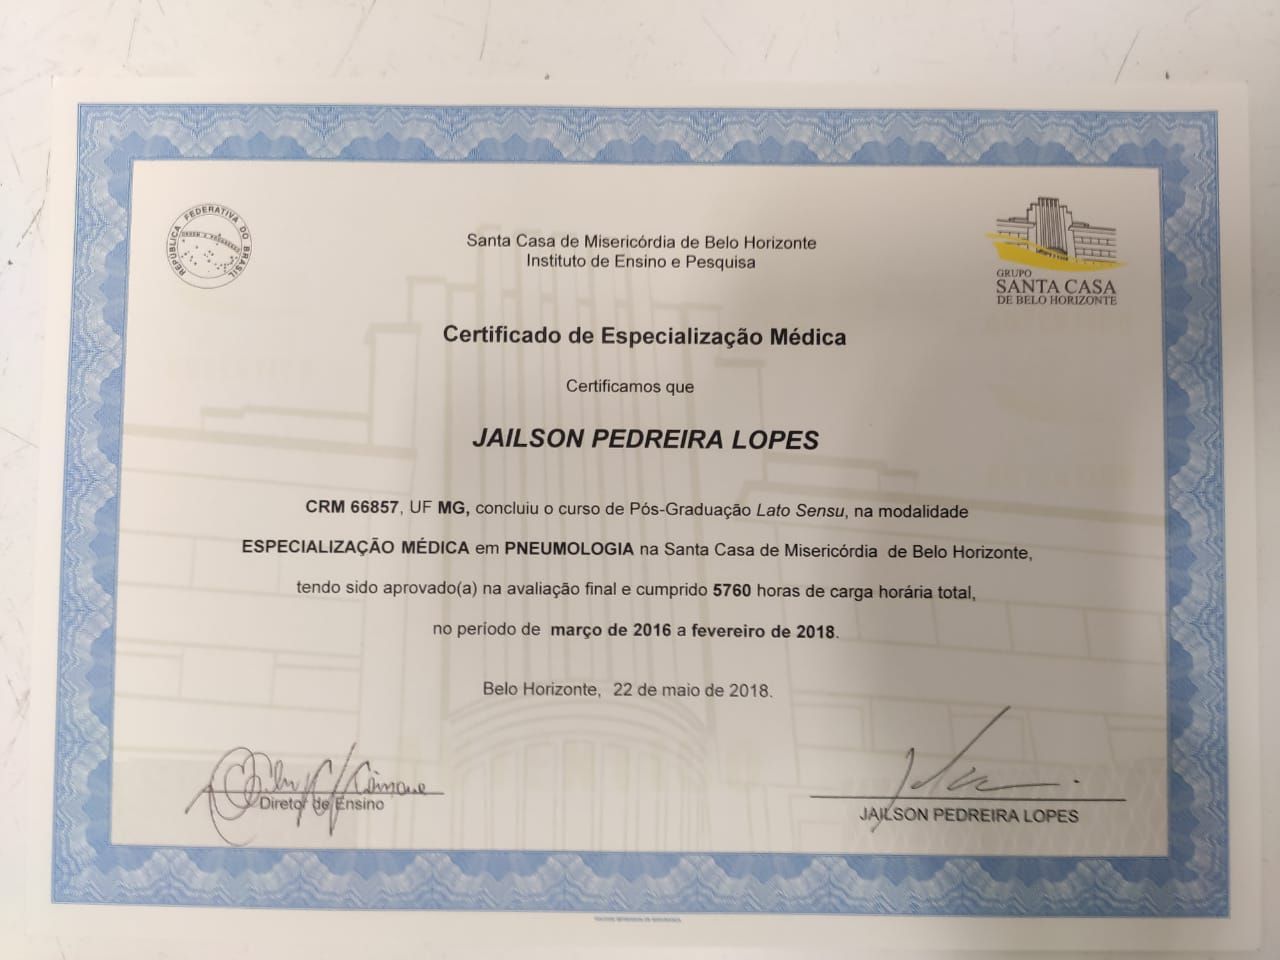 REPÚBLICA FEDERATIVA DO BRASIL
Santa Casa de Misericórdia de Belo Horizonte
Instituto de Ensino e Pesquisa
GRUPO
SANTA CASA
DE BELO HORIZONTE
Certificado de Especialização Médica
Certificamos que
JAILSON PEDREIRA LOPES
CRM 66857, UF MG, concluiu o curso de Pós-Graduação Lato Sensu, na modalidade
ESPECIALIZAÇÃO MÉDICA em PNEUMOLOGIA na Santa Casa de Misericórdia de Belo Horizonte,
tendo sido aprovado(a) na avaliação final e cumprido 5760 horas de carga horária total,
no período de março de 2016 a fevereiro de 2018.
Belo Horizonte, 22 de maio de 2018.
Diretor de Ensino
JAILSON PEDREIRA LOPES